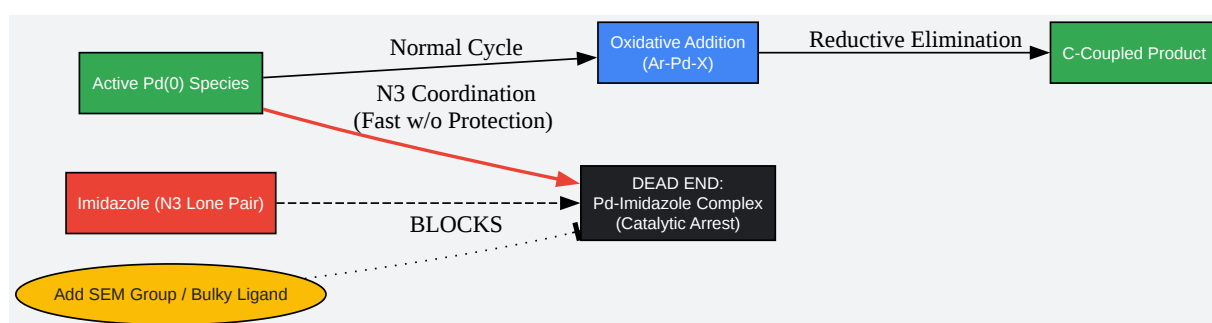 Normal Cycle
Oxidative Addition
(Ar-Pd-X)
Reductive Elimination
C-Coupled Product
Active Pd(0) Species
N3 Coordination
(Fast w/o Protection)
Imidazole (N3 Lone Pair)
DEAD END:
Pd-Imidazole Complex
(Catalytic Arrest)
BLOCKS
Add SEM Group / Bulky Ligand